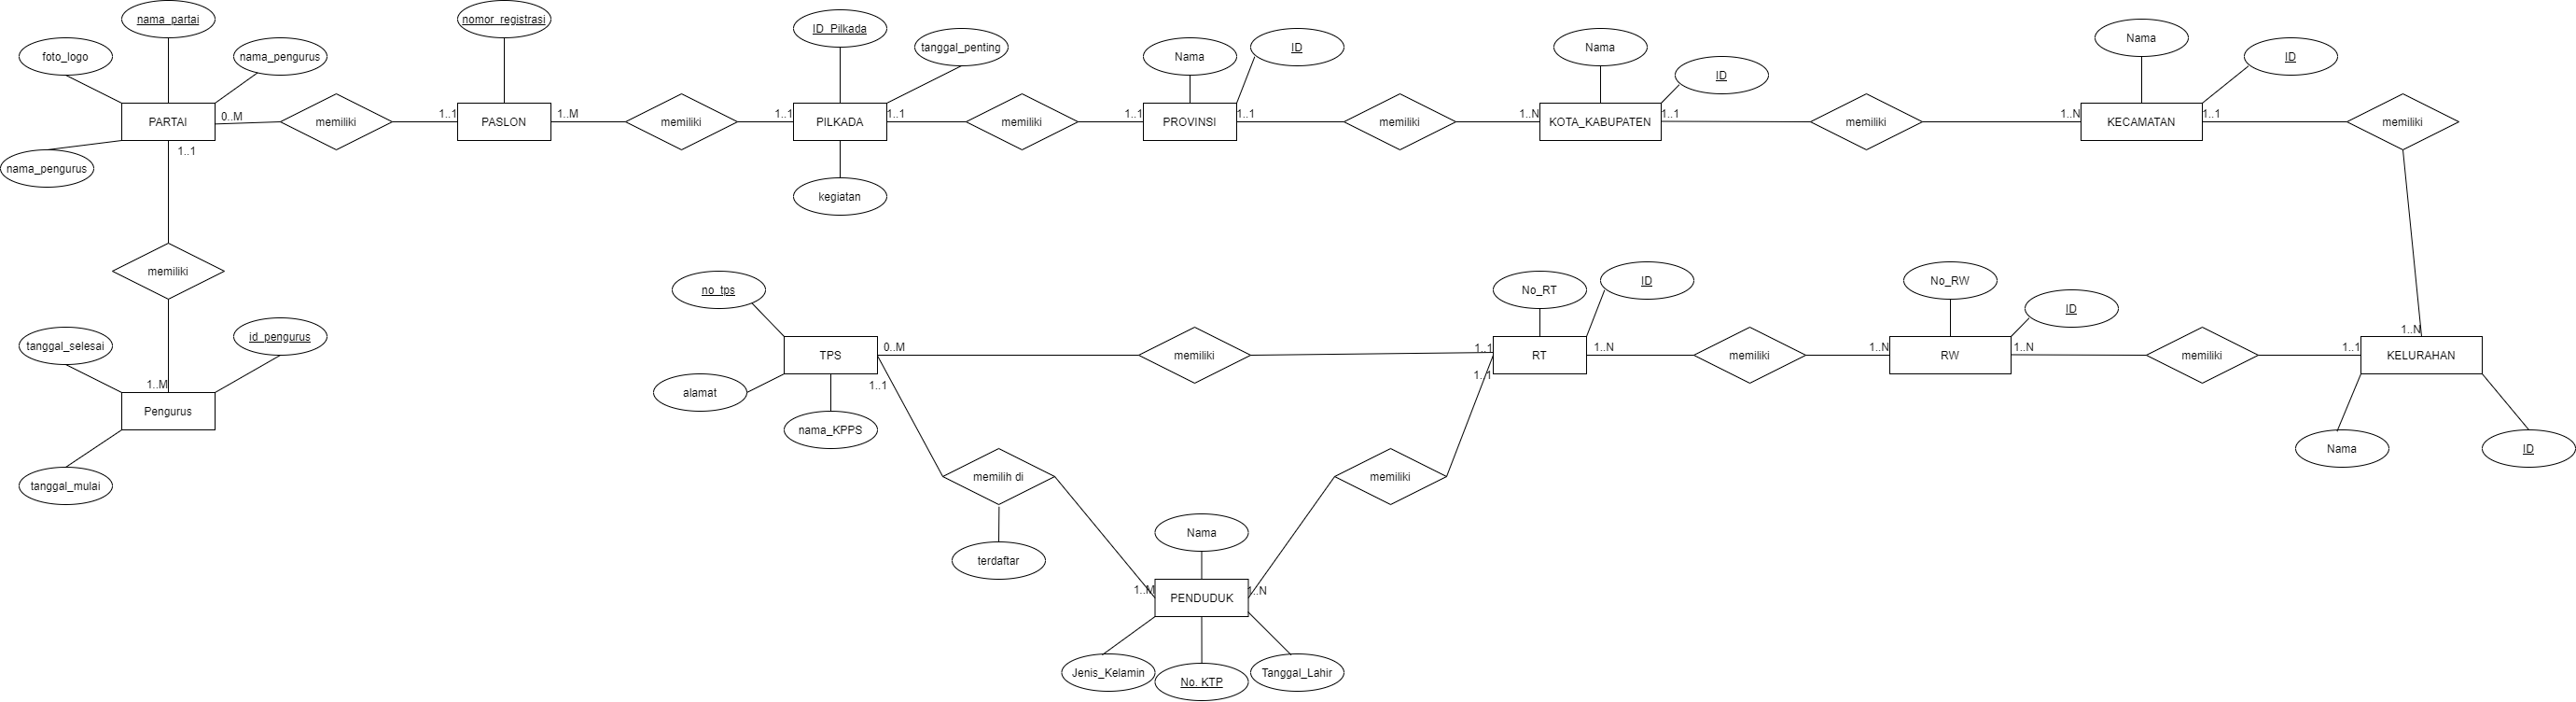 nama_partai
nomor_registrasi
ID_Pilkada
tanggal_penting
foto_logo
nama_pengurus
Nama
ID
Nama
ID
Nama
ID
PARTAI
0..M
memiliki
1..1
PASLON
1..M
memiliki
1..1
PILKADA
1..1
memiliki
1..1
PROVINSI
1..1
memiliki
1..N
KOTA_KABUPATEN
1..1
memiliki
1..N
KECAMATAN
1..1
memiliki
nama_pengurus
1..1
kegiatan
memiliki
no_tps
No_RT
ID
No_RW
ID
tanggal_selesai
id_pengurus
1..M
Pengurus
tanggal_mulai
TPS
0..M
memiliki
1..1
RT
1..N
memiliki
1..N
RW
1..N
memiliki
1..1
1..N
KELURAHAN
1..1
1..1
alamat
nama_KPPS
Nama
ID
memilih di
memiliki
terdaftar
Nama
1..M
PENDUDUK
1..N
Jenis_Kelamin
No. KTP
Tanggal_Lahir